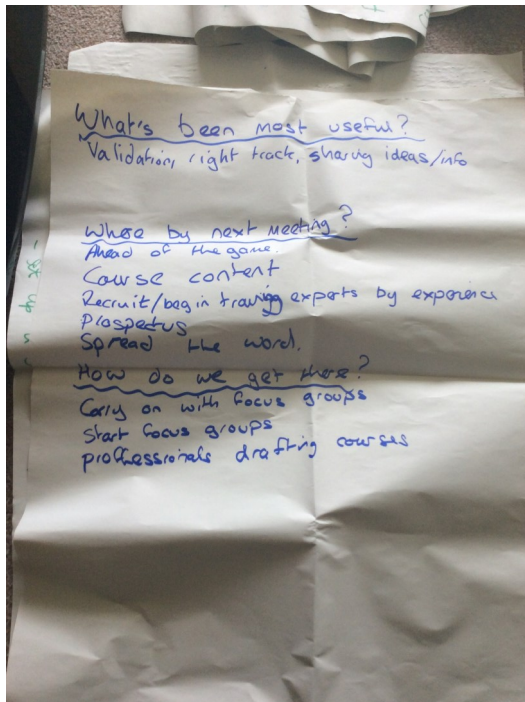 What's been most useful?
Validation, right track, sharing ideas/info
Where by next meeting?
Ahead of the game.
Course content
Recruit/begin training experts by experience
Prospectus
Spread the word.
How do we get there?
Carry on with focus groups
Start focus groups
proffessionals drafting courses